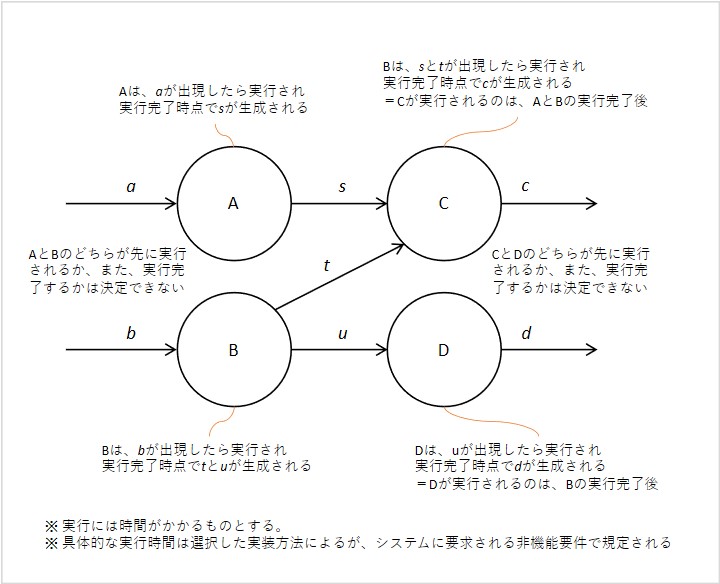 Aは、aが出現したら実行され
実行完了時点でsが生成される
Bは、sとtが出現したら実行され
実行完了時点でcが生成される
＝Cが実行されるのは、AとBの実行完了後
a
A
s
C
c
AとBのどちらが先に実行
されるか、また、実行完
了するかは決定できない
t
CとDのどちらが先に実行
されるか、また、実行完
了するかは決定できない
b
B
u
D
d
Bは、bが出現したら実行され
実行完了時点でtとuが生成される
Dは、uが出現したら実行され
実行完了時点でdが生成される
＝Dが実行されるのは、Bの実行完了後
※ 実行には時間がかかるものとする。
※ 具体的な実行時間は選択した実装方法によるが、システムに要求される非機能要件で規定される